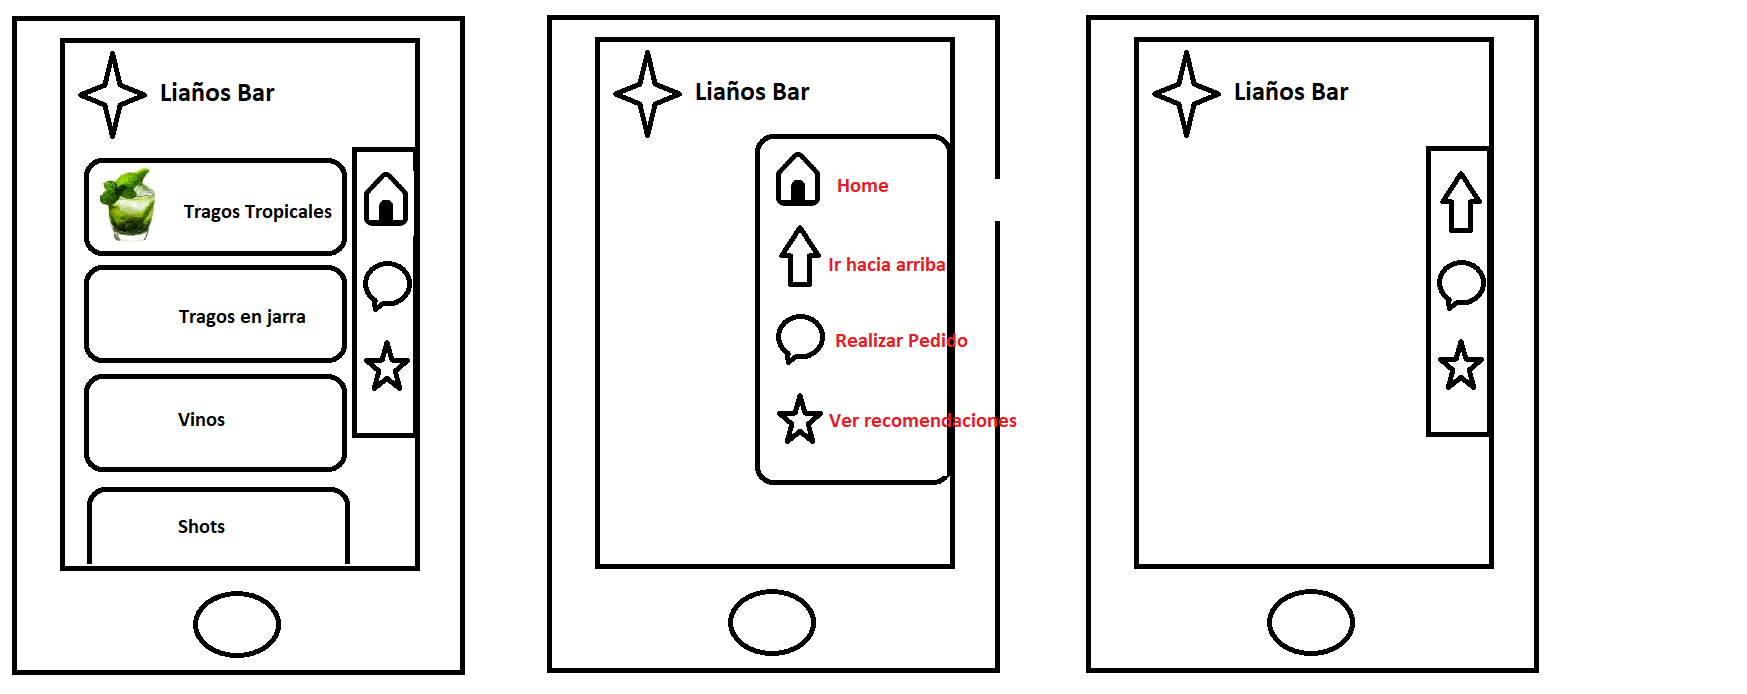 Liaños Bar
Tragos Tropicales
Tragos en jarra
Vinos
Shots
Liaños Bar
Home
Ir hacia arriba
Realizar Pedido
Ver recomendaciones
Liaños Bar